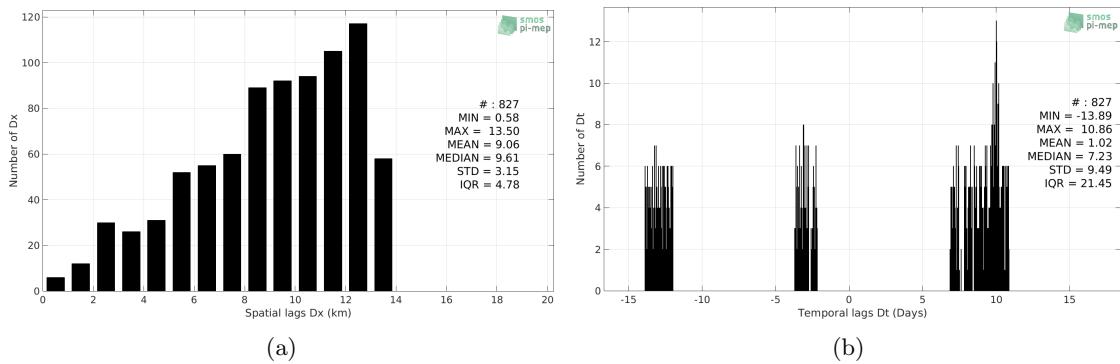 120
100
80
60
40
20
0
Number of Dx
smos
pi-mep
# : 827
MIN = 0.58
MAX = 13.50
MEAN = 9.06
MEDIAN = 9.61
STD = 3.15
IQR = 4.78
0 2 4 6 8 10 12 14 16 18 20
Spatial lags Dx (km)
(a)
12
10
8
6
4
2
0
Number of Dt
smos
pi-mep
# : 827
MIN = -13.89
MAX = 10.86
MEAN = 1.02
MEDIAN = 7.23
STD = 9.49
IQR = 21.45
-15 -10 -5 0 5 10 15
Temporal lags Dt (Days)
(b)